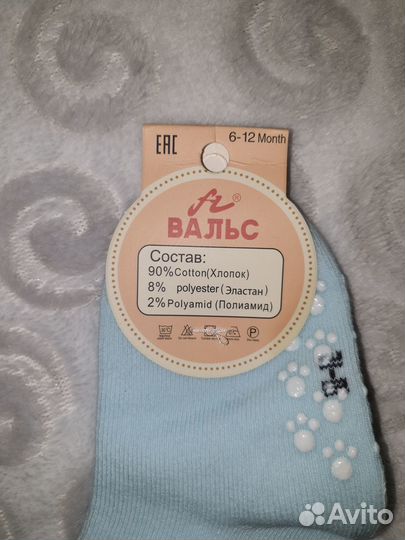 EAC
6-12 Month
ВАЛЬС ®
Состав:
90% Cotton(Хлопок)
8% polyester (Эластан)
2% Polyamid (Полиамид)
P
Avito